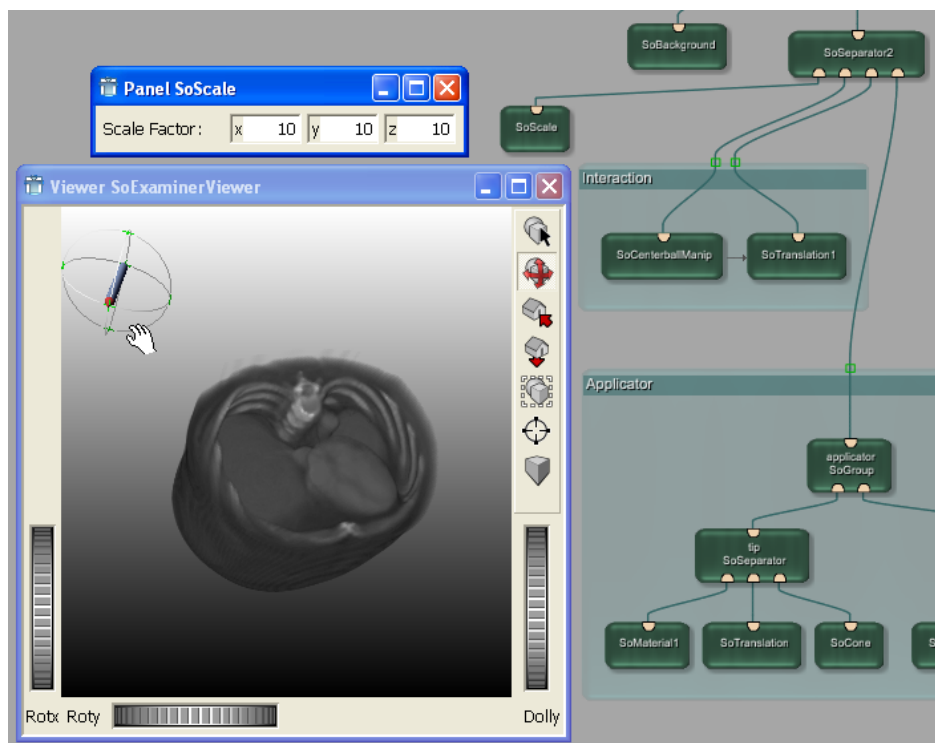 SoBackground
SoSeparator2
Panel SoScale
Scale Factor: x 10 y 10 z 10
SoScale
Viewer SoExaminerViewer
Interaction
SoCenterballManip
SoTranslation1
Applicator
applicator
SoGroup
tip
SoSeparator
SoMaterial1
SoTranslation
SoCone
S
Rotx Roty
Dolly